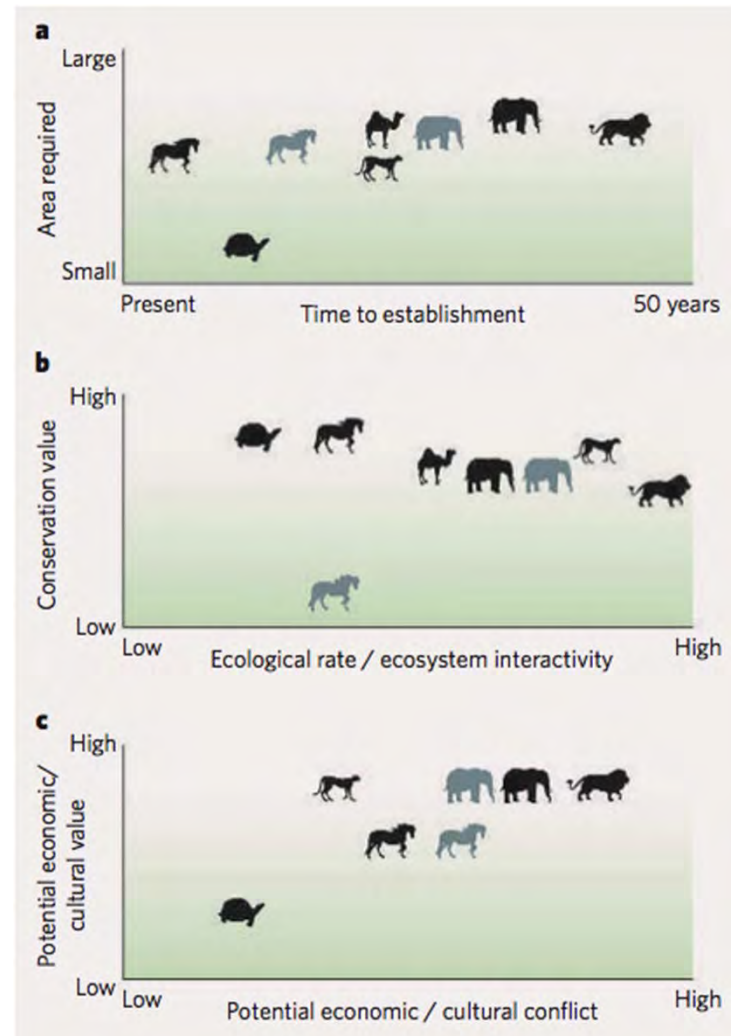 a
Large
Area required
Small
Present
Time to establishment
50 years
b
High
Conservation value
Low
Low
Ecological rate / ecosystem interactivity
High
c
High
Potential economic/
cultural value
Low
Low
Potential economic / cultural conflict
High